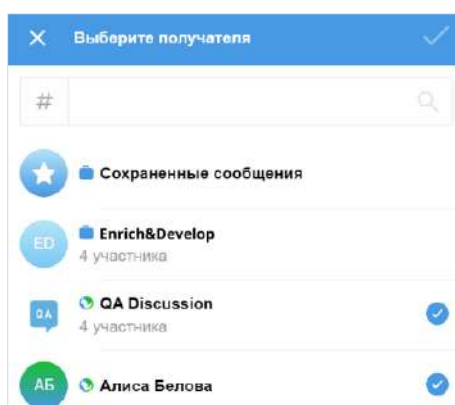 Выберите получателя
#
Сохраненные сообщения
ED
Enrich&Develop
4 участника
QA
QA Discussion
4 участника
АБ
Алиса Белова